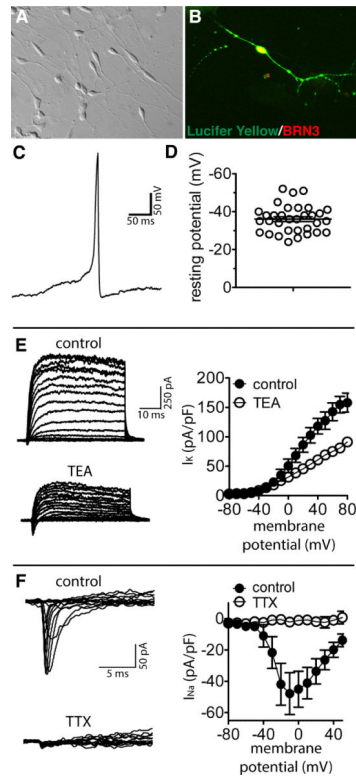 A
B
Lucifer Yellow/BRN3
C
50 mV
50 ms
D
resting potential (mV)
-60
-40
-20
0
E
control
250 pA
10 ms
TEA
control
TEA
I_K (pA/pF)
200
150
100
50
0
-80 -40 0 40 80
membrane
potential (mV)
F
control
50 pA
5 ms
TTX
control
TTX
I_Na (pA/pF)
0
-20
-40
-60
-80 -40 0 40
membrane
potential (mV)